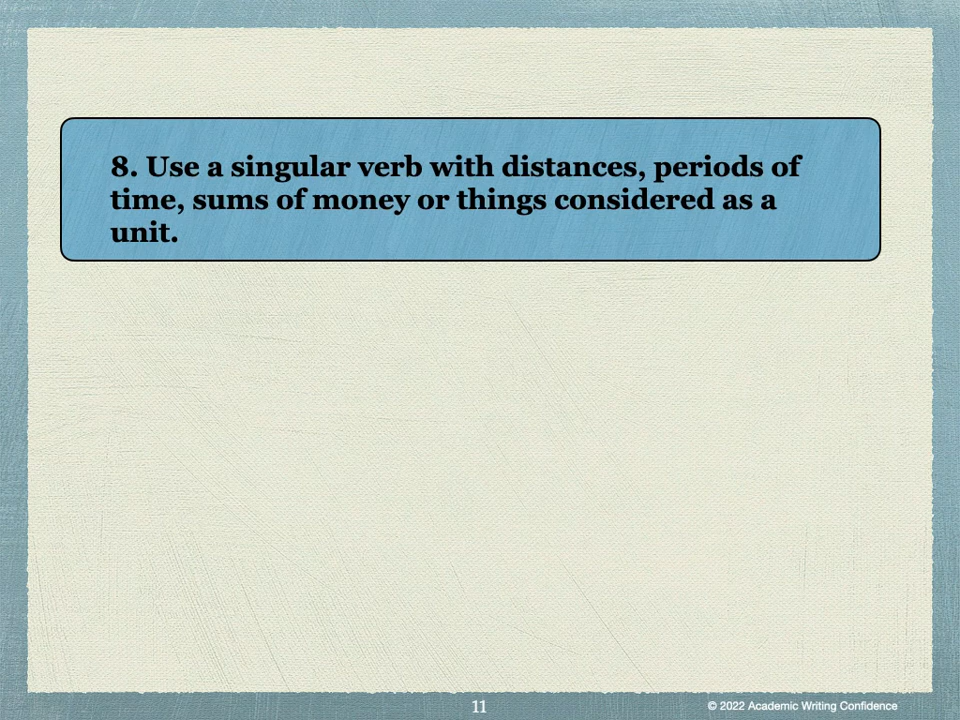 8. Use a singular verb with distances, periods of
time, sums of money or things considered as a
unit.
11
© 2022 Academic Writing Confidence